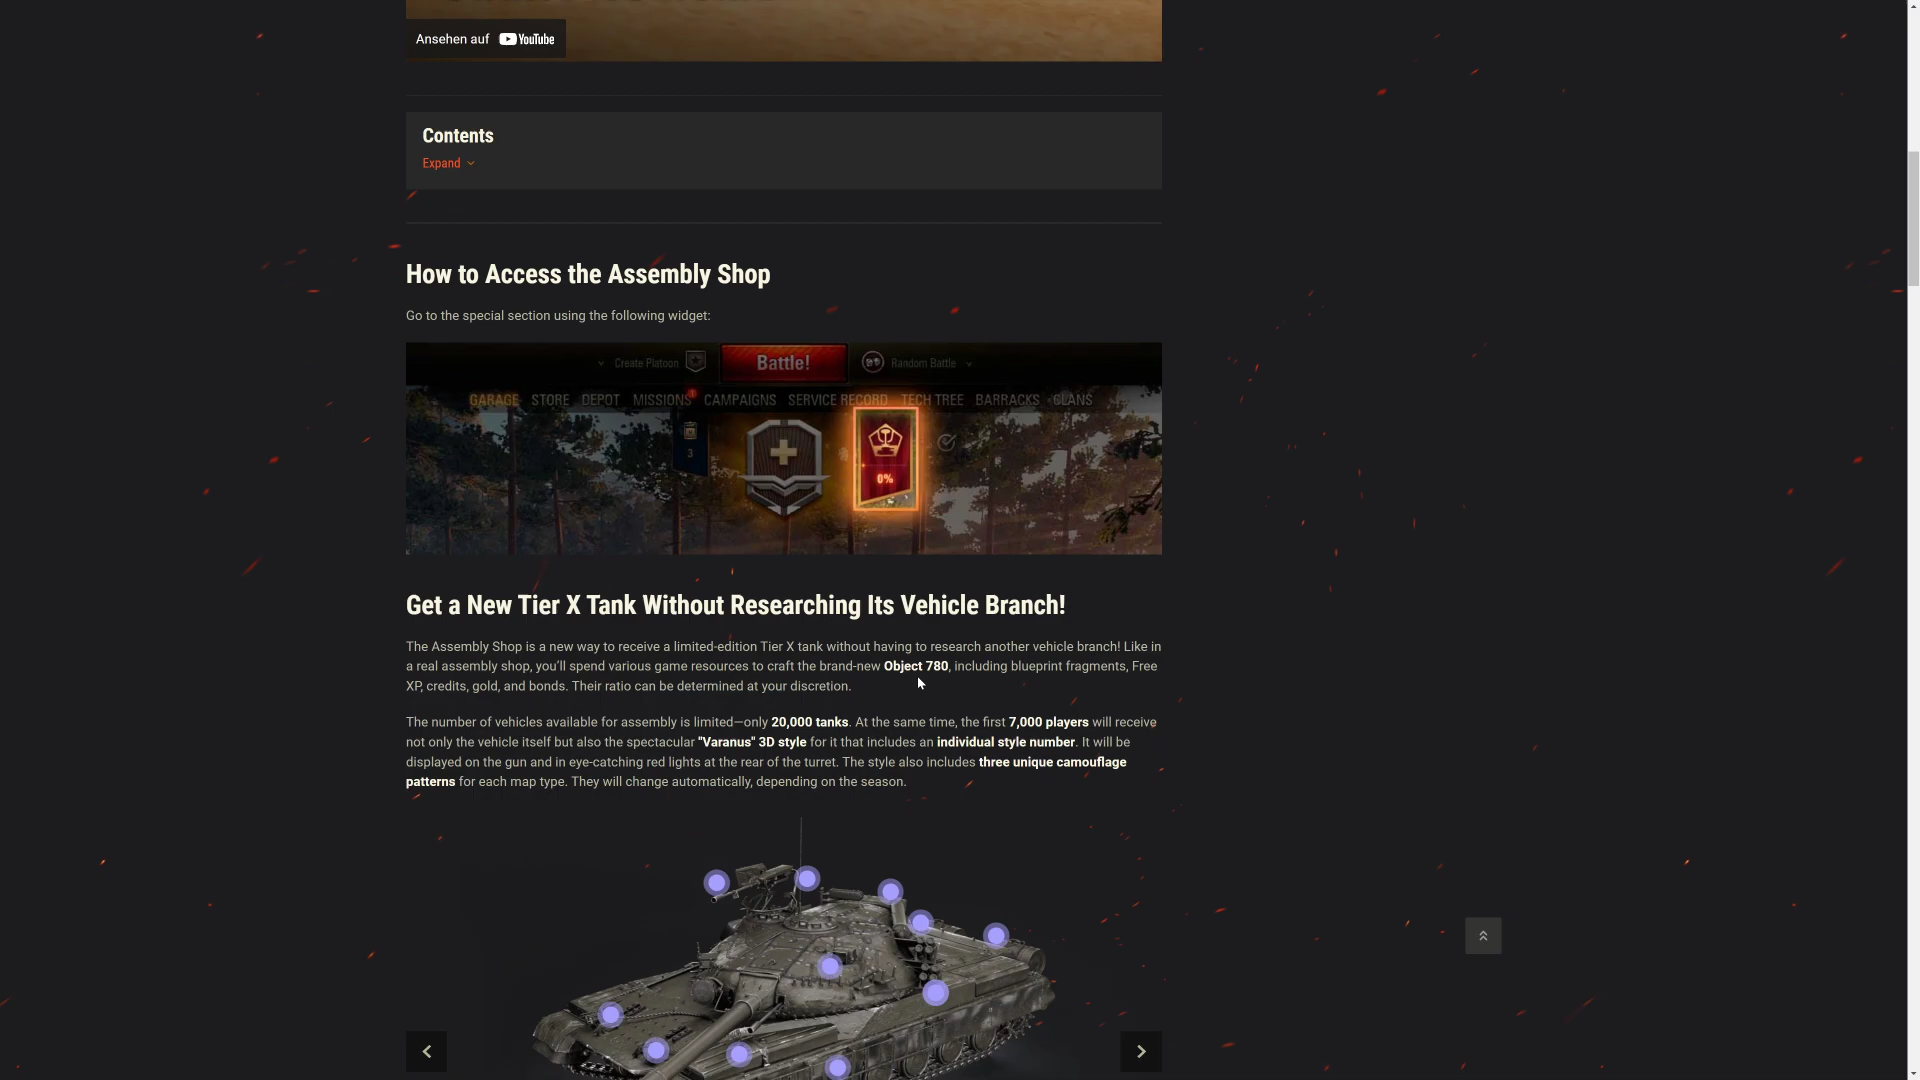 Ansehen auf YouTube
Contents
Expand
How to Access the Assembly Shop
Go to the special section using the following widget:
Create Platoon Battle! Random Battle
GARAGE STORE DEPOT MISSIONS 1 CAMPAIGNS SERVICE RECORD TECH TREE BARRACKS CLANS
3
0%
Get a New Tier X Tank Without Researching Its Vehicle Branch!
The Assembly Shop is a new way to receive a limited-edition Tier X tank without having to research another vehicle branch! Like in
a real assembly shop, you’ll spend various game resources to craft the brand-new Object 780, including blueprint fragments, Free
XP, credits, gold, and bonds. Their ratio can be determined at your discretion.
The number of vehicles available for assembly is limited—only 20,000 tanks. At the same time, the first 7,000 players will receive
not only the vehicle itself but also the spectacular "Varanus" 3D style for it that includes an individual style number. It will be
displayed on the gun and in eye-catching red lights at the rear of the turret. The style also includes three unique camouflage
patterns for each map type. They will change automatically, depending on the season.